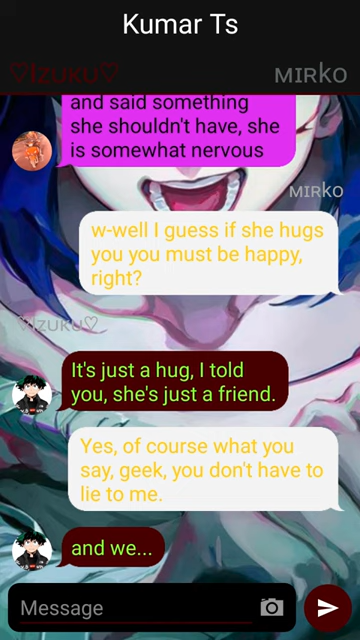 Kumar Ts
♡Izuku♡ MIRKO
and said something
she shouldn't have, she
is somewhat nervous
MIRKO
w-well I guess if she hugs
you you must be happy,
right?
♡Izuku♡
It's just a hug, I told
you, she's just a friend.
Yes, of course what you
say, geek, you don't have to
lie to me.
and we...
Message